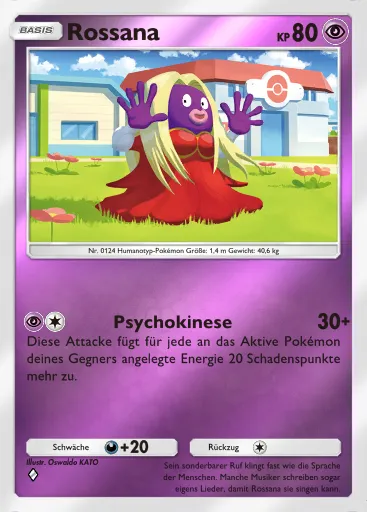 BASIS
Rossana
KP 80
Nr. 0124 Humanotyp-Pokémon Größe: 1,4 m Gewicht: 40,6 kg
Psychokinese 30+
Diese Attacke fügt für jede an das Aktive Pokémon
deines Gegners angelegte Energie 20 Schadenspunkte
mehr zu.
Schwäche +20 Rückzug
Illustr. Oswaldo KATO
Sein sonderbarer Ruf klingt fast wie die Sprache
der Menschen. Manche Musiker schreiben sogar
eigens Lieder, damit Rossana sie singen kann.